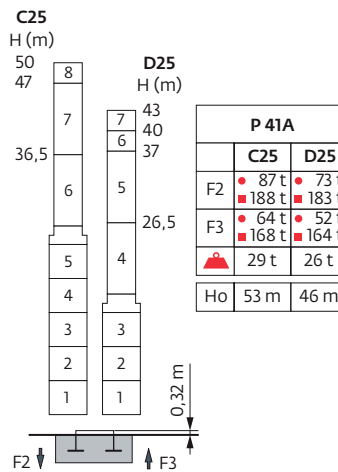 C25
H (m)
50
47
36,5
8
7
6
5
4
3
2
1
D25
H (m)
43
40
37
26,5
7
6
5
4
3
2
1
P 41A
C25 D25
F2 87 t 73 t
188 t 183 t
F3 64 t 52 t
168 t 164 t
29 t 26 t
Ho 53 m 46 m
0,32 m
F2 F3